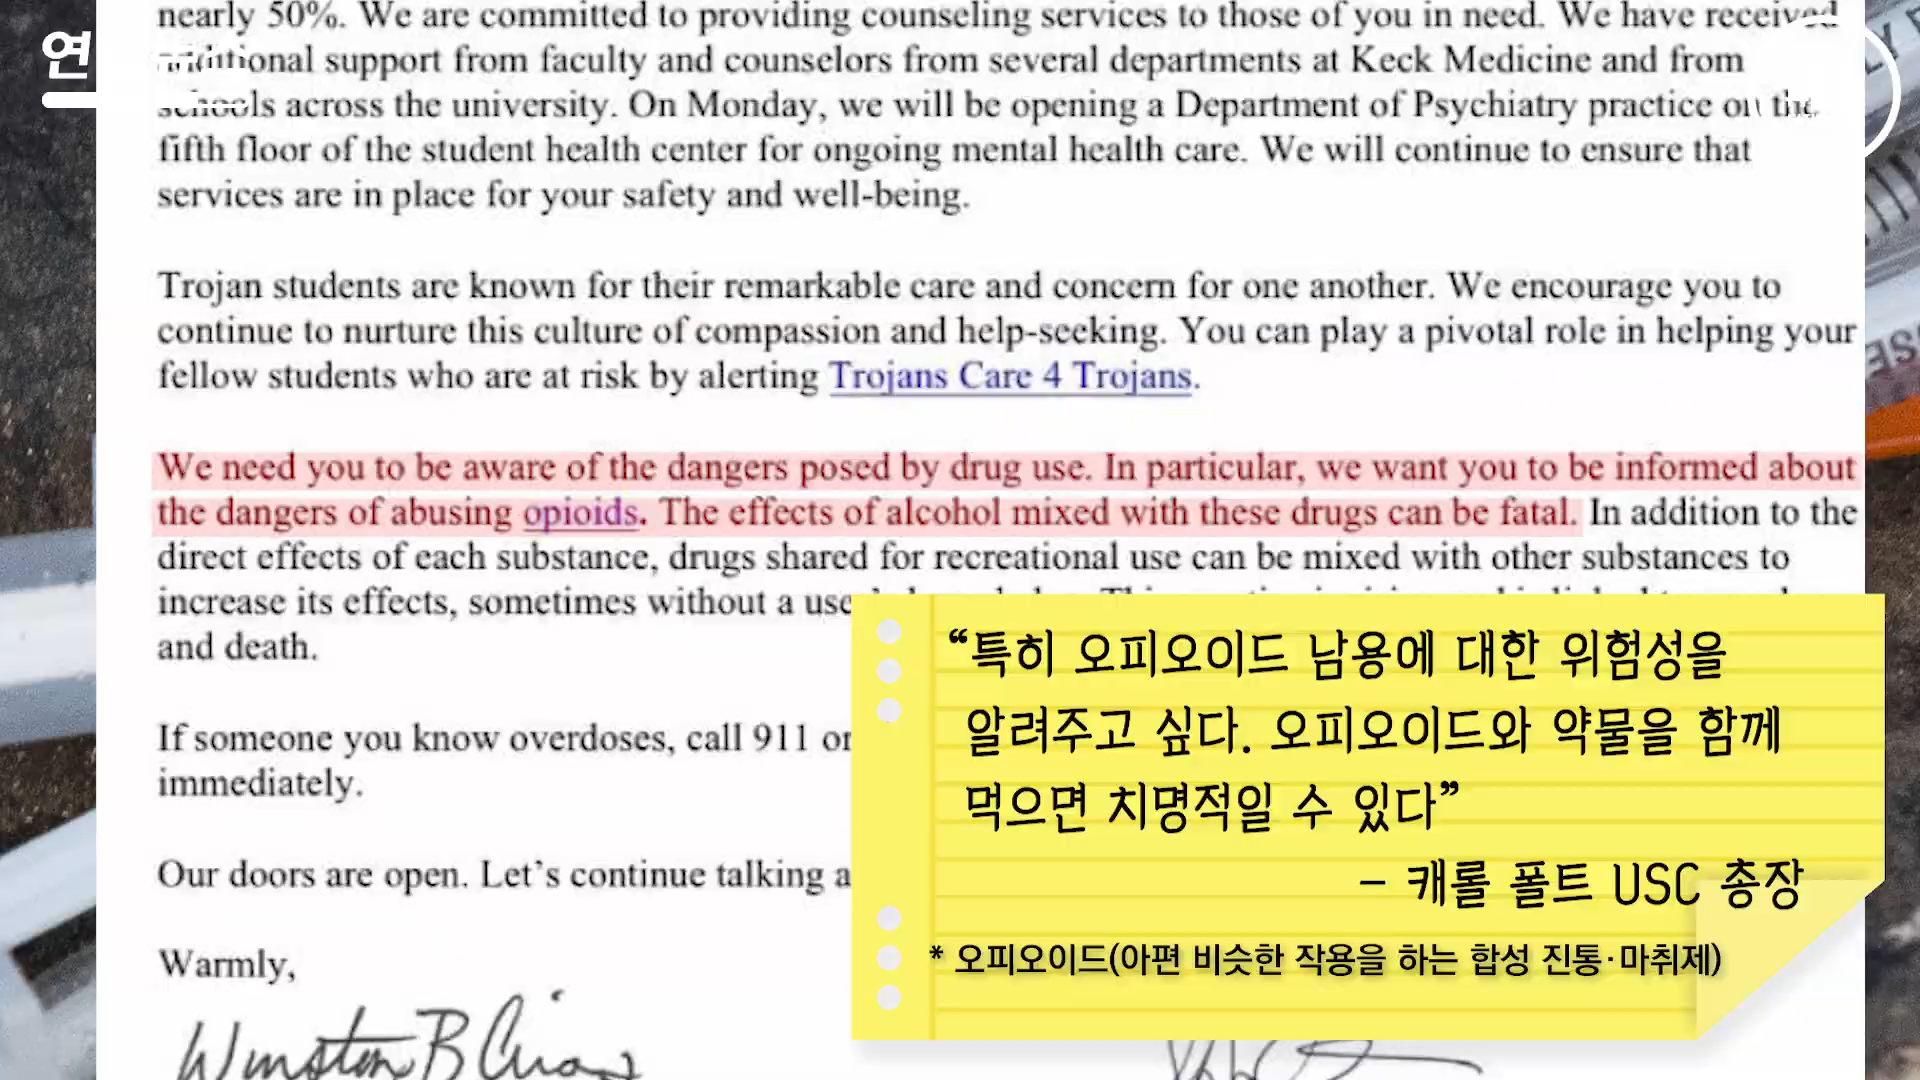 연
nearly 50%. We are committed to providing counseling services to those of you in need. We have received
additional support from faculty and counselors from several departments at Keck Medicine and from
schools across the university. On Monday, we will be opening a Department of Psychiatry practice on the
fifth floor of the student health center for ongoing mental health care. We will continue to ensure that
services are in place for your safety and well-being.
Trojan students are known for their remarkable care and concern for one another. We encourage you to
continue to nurture this culture of compassion and help-seeking. You can play a pivotal role in helping your
fellow students who are at risk by alerting Trojans Care 4 Trojans.
We need you to be aware of the dangers posed by drug use. In particular, we want you to be informed about
the dangers of abusing opioids. The effects of alcohol mixed with these drugs can be fatal. In addition to the
direct effects of each substance, drugs shared for recreational use can be mixed with other substances to
increase its effects, sometimes without a
and death.
If someone you know overdoses, call 911 or
immediately.
Our doors are open. Let's continue talking
Warmly,
Winston B
“특히 오피오이드 남용에 대한 위험성을
알려주고 싶다. 오피오이드와 약물을 함께
먹으면 치명적일 수 있다”
– 캐롤 폴트 USC 총장
* 오피오이드(아편 비슷한 작용을 하는 합성 진통·마취제)